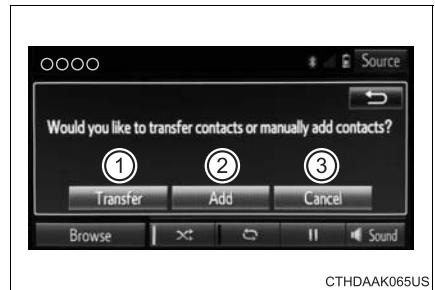 OOOO Source
Would you like to transfer contacts or manually add contacts?
1 2 3
Transfer Add Cancel
Browse Sound
CTHDAAK065US